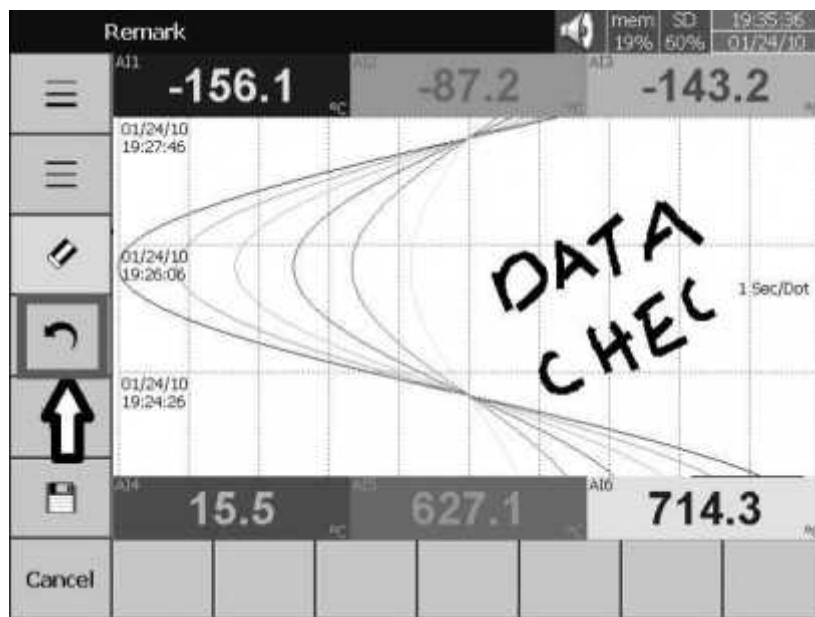 Remark
mem SD 19:35:36
19% 60% 01/24/10
AI1 AI2 AI3
-156.1 °C -87.2 °C -143.2
01/24/10
19:27:46
01/24/10
19:26:06
1 Sec/Dot
DATA
CHEC
01/24/10
19:24:26
AI4 AI5 AI6
15.5 °C 627.1 °C 714.3
Cancel